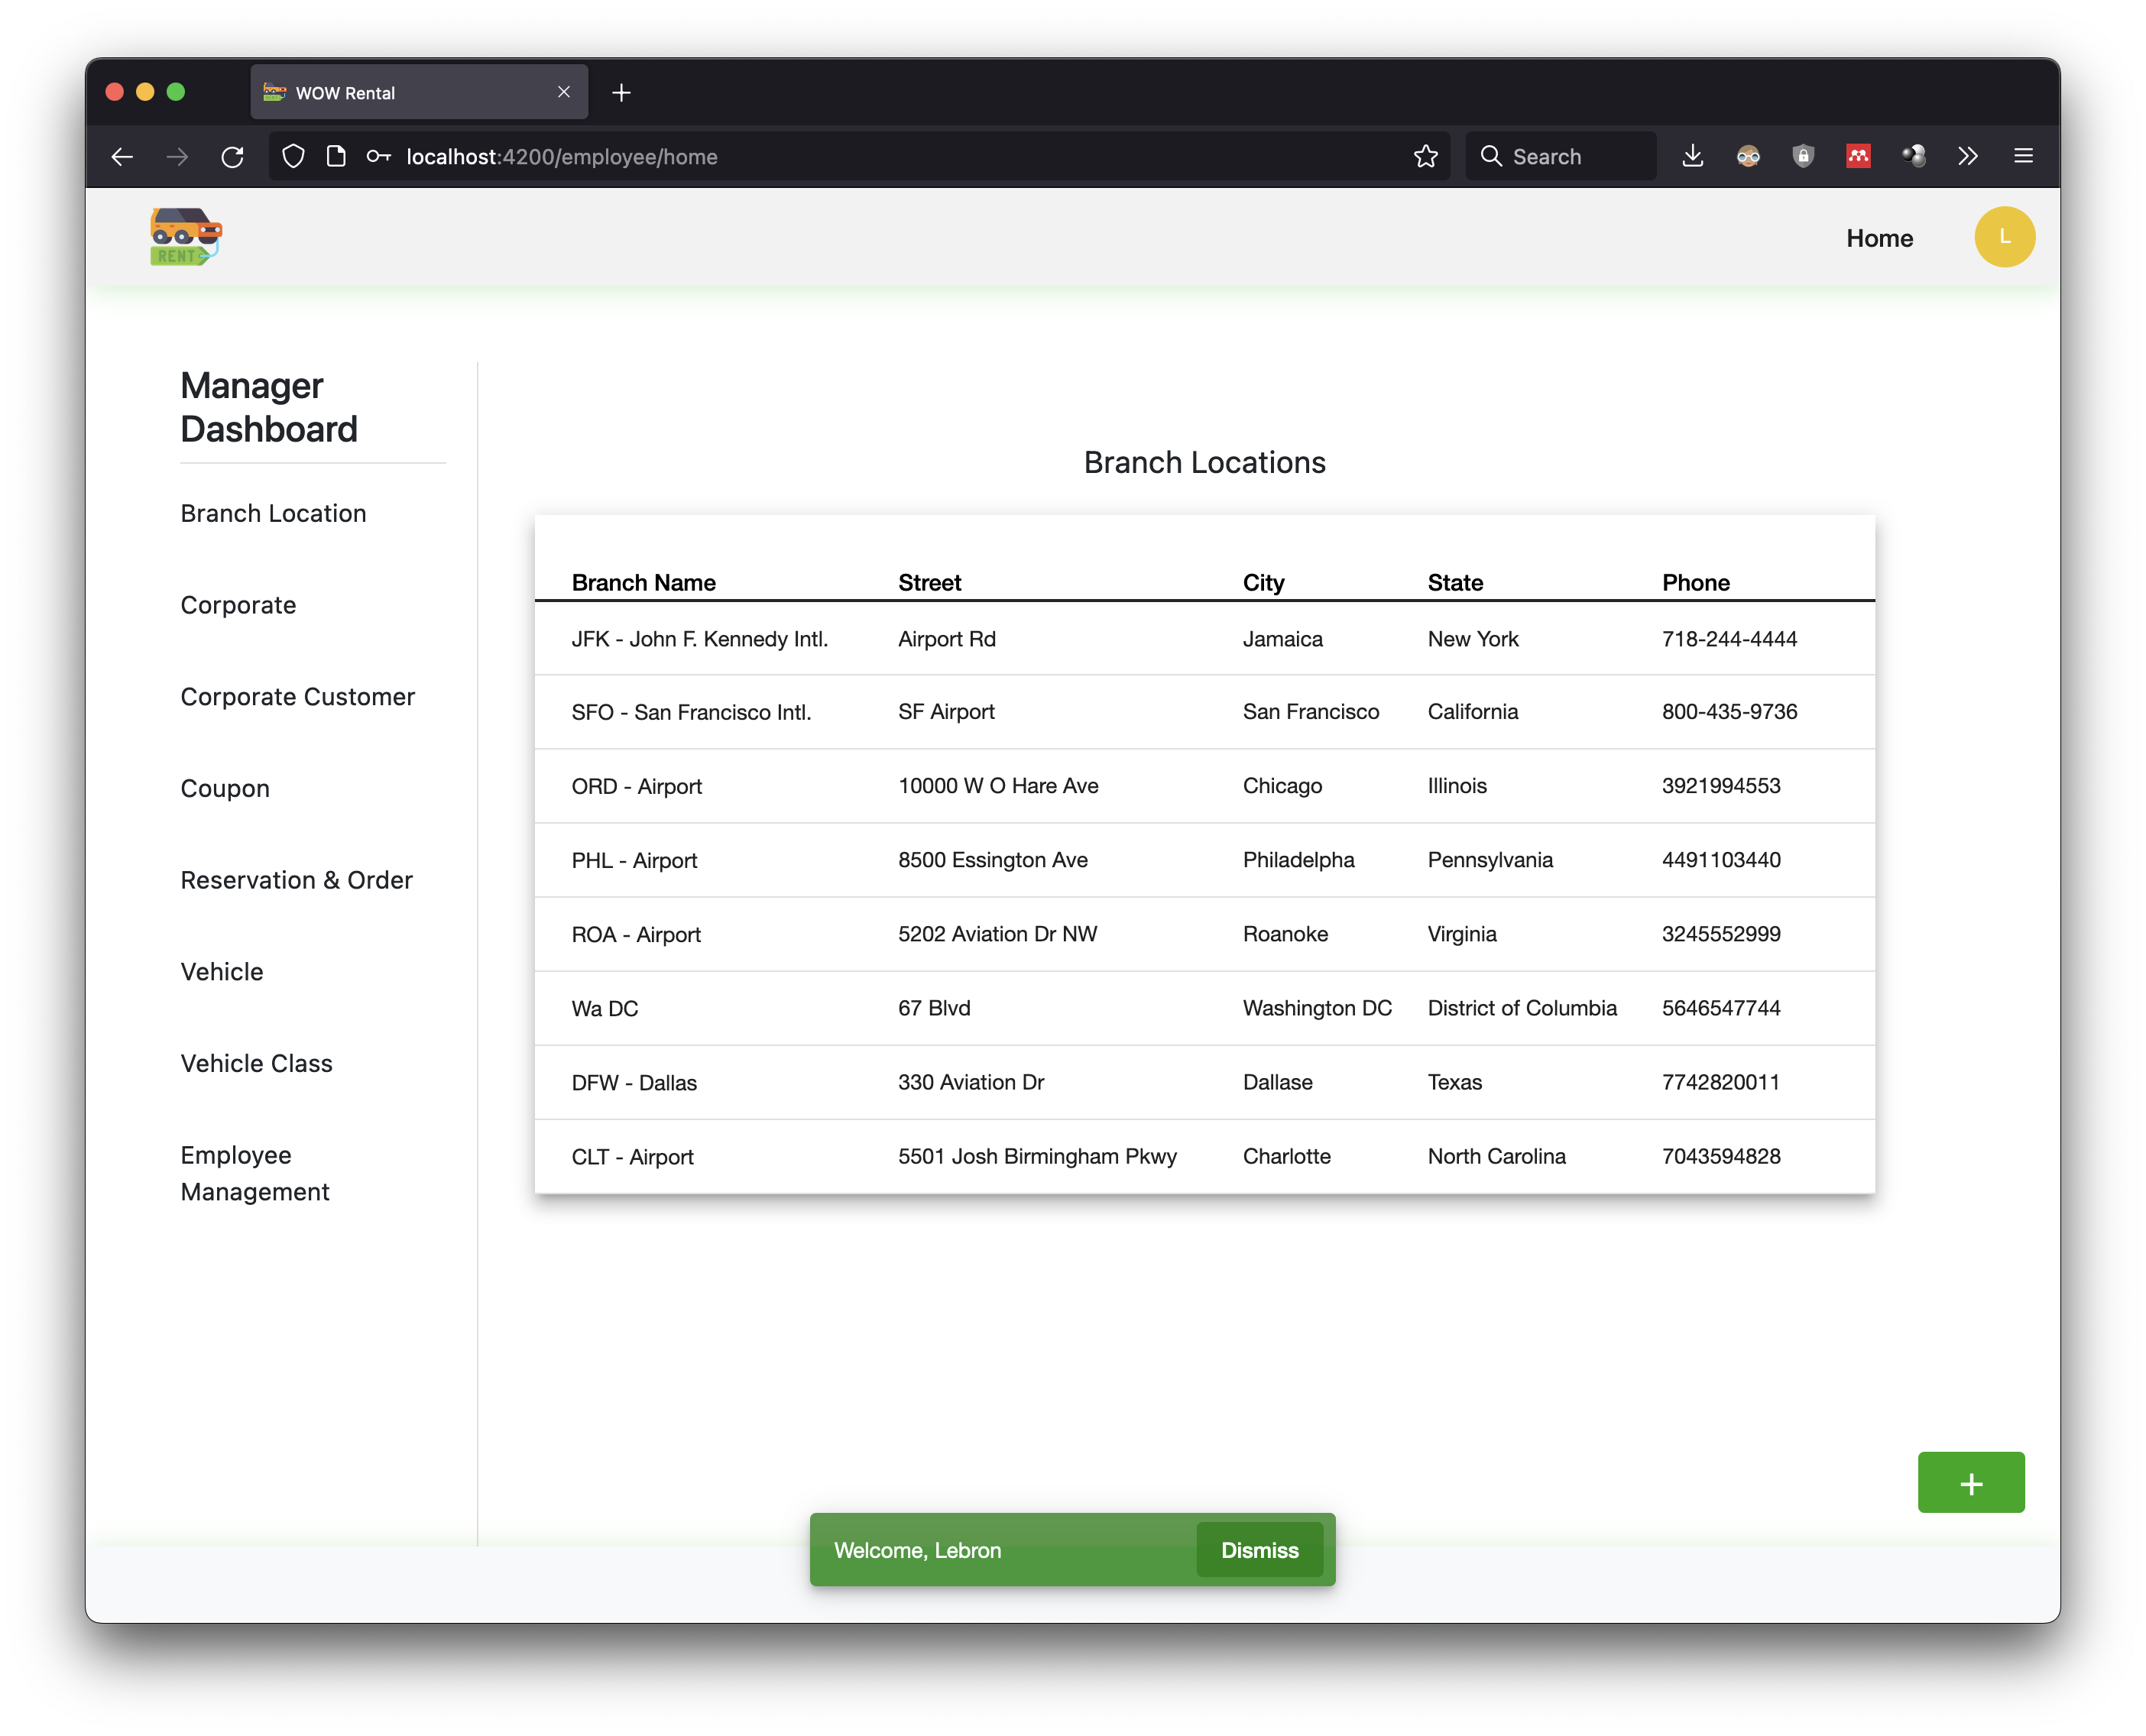 WOW Rental
localhost:4200/employee/home
Search
RENT
Home
L
Manager
Dashboard
Branch Location
Corporate
Corporate Customer
Coupon
Reservation & Order
Vehicle
Vehicle Class
Employee
Management
Branch Locations
Branch Name Street City State Phone
JFK - John F. Kennedy Intl. Airport Rd Jamaica New York 718-244-4444
SFO - San Francisco Intl. SF Airport San Francisco California 800-435-9736
ORD - Airport 10000 W O Hare Ave Chicago Illinois 3921994553
PHL - Airport 8500 Essington Ave Philadelpha Pennsylvania 4491103440
ROA - Airport 5202 Aviation Dr NW Roanoke Virginia 3245552999
Wa DC 67 Blvd Washington DC District of Columbia 5646547744
DFW - Dallas 330 Aviation Dr Dallase Texas 7742820011
CLT - Airport 5501 Josh Birmingham Pkwy Charlotte North Carolina 7043594828
+
Welcome, Lebron Dismiss